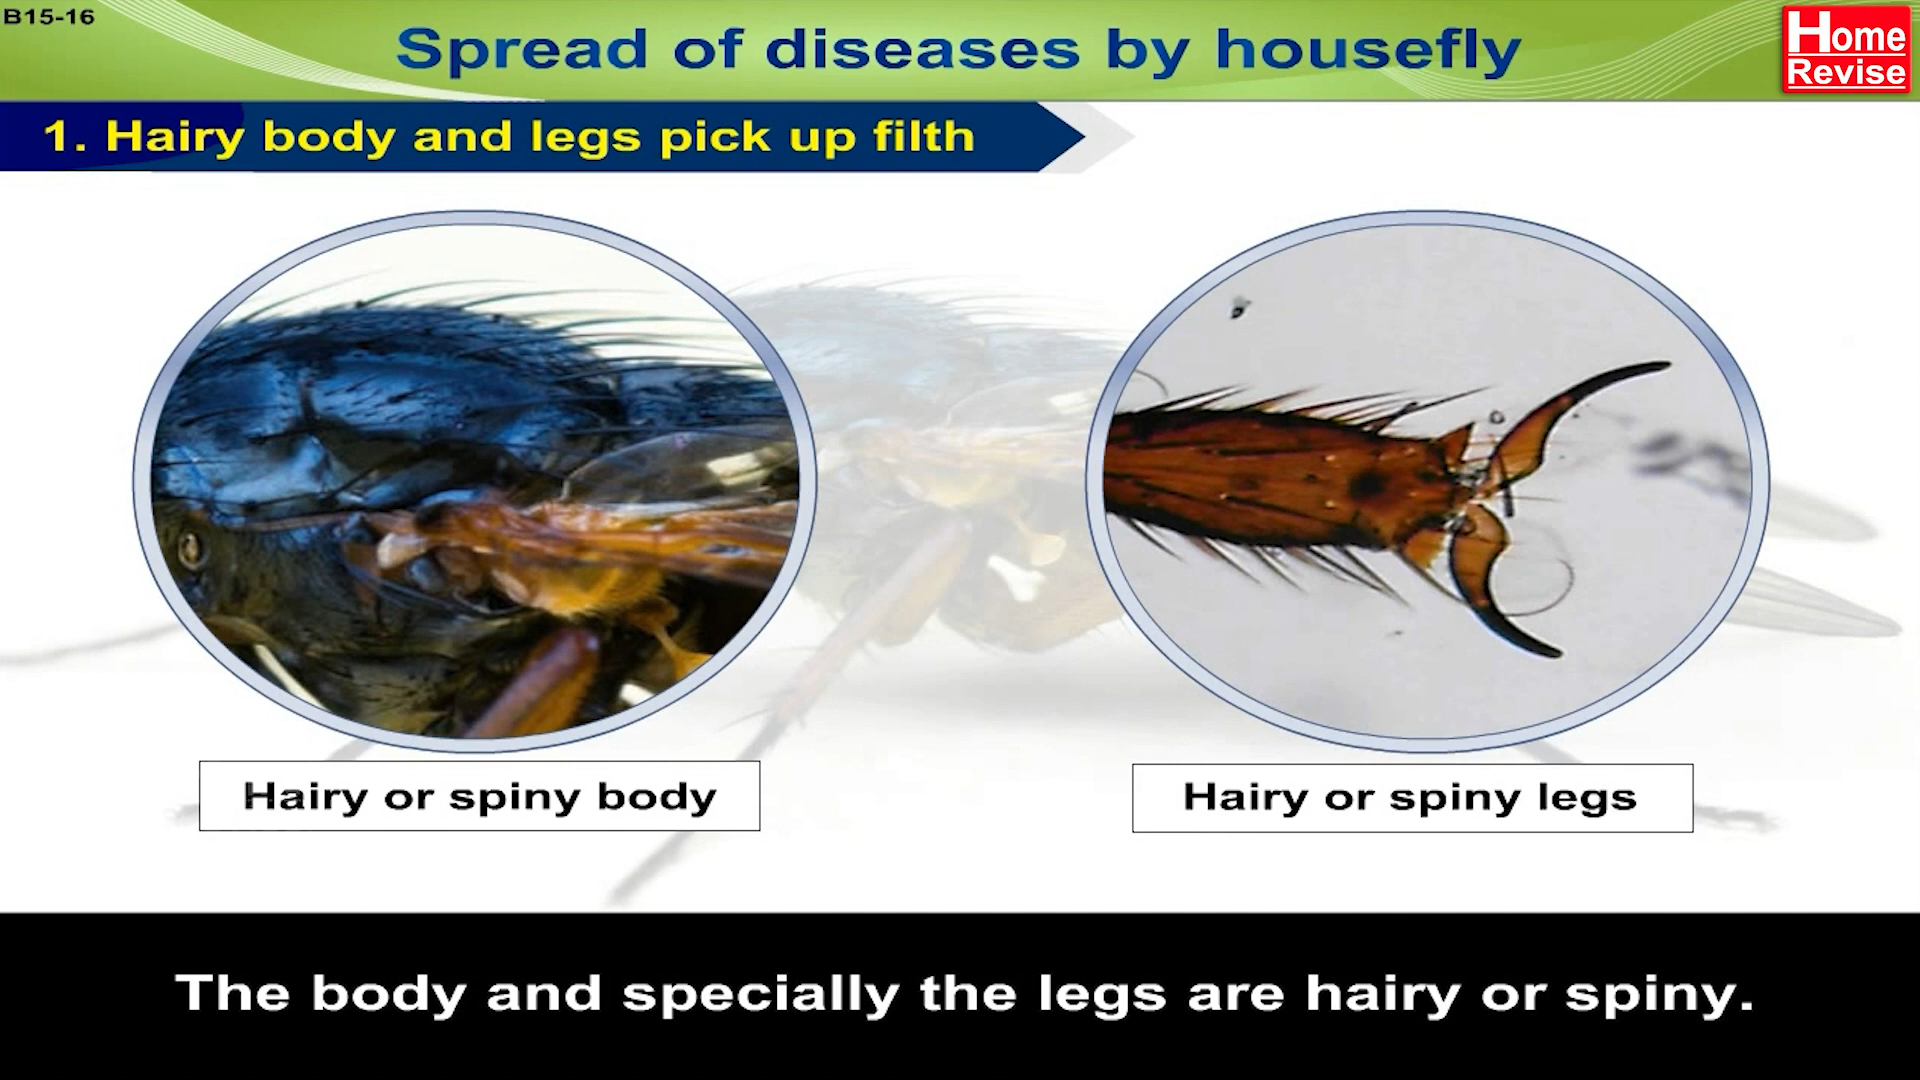 B15-16
Spread of diseases by housefly
Home
Revise
1. Hairy body and legs pick up filth
Hairy or spiny body
Hairy or spiny legs
The body and specially the legs are hairy or spiny.